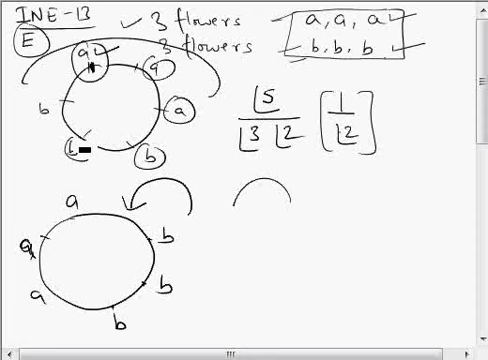 INE-13 ✓ 3 flowers a, a, a ✓
E 3 flowers ✓ b, b, b ✓
a a
b a
b b
5 1
3 2 2
a
a b
a b
b